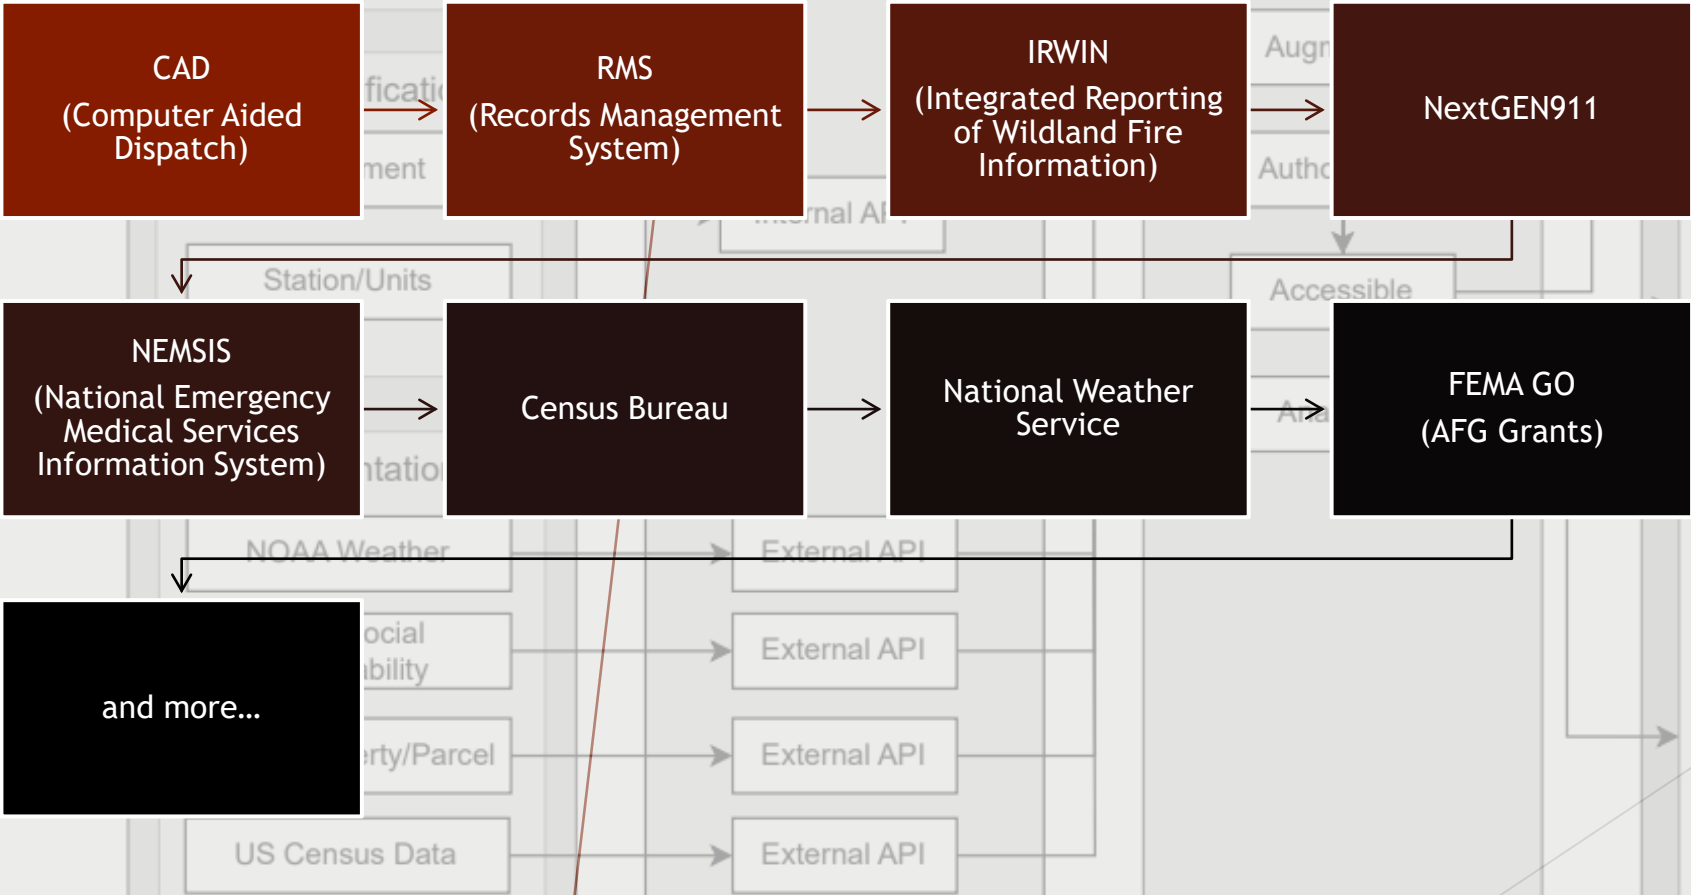 CAD
(Computer Aided
Dispatch)
RMS
(Records Management
System)
IRWIN
(Integrated Reporting
of Wildland Fire
Information)
NextGEN911
Station/Units
Accessible
NEMSIS
(National Emergency
Medical Services
Information System)
Census Bureau
National Weather
Service
FEMA GO
(AFG Grants)
NOAA Weather
External API
and more…
External API
External API
US Census Data
External API